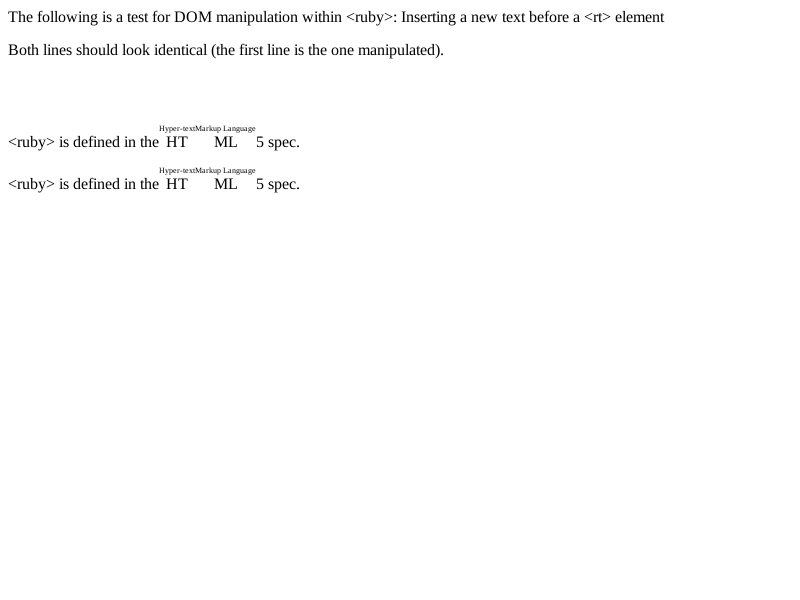 The following is a test for DOM manipulation within <ruby>: Inserting a new text before a <rt> element
Both lines should look identical (the first line is the one manipulated).
Hyper-textMarkup Language
<ruby> is defined in the HT ML 5 spec.
Hyper-textMarkup Language
<ruby> is defined in the HT ML 5 spec.